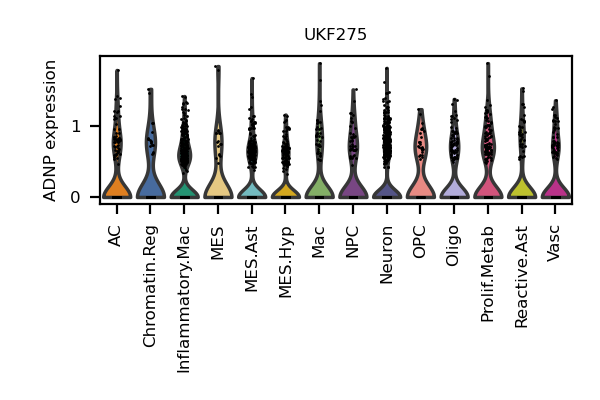 UKF275
ADNP expression
1
0
AC
Chromatin.Reg
Inflammatory.Mac
MES
MES.Ast
MES.Hyp
Mac
NPC
Neuron
OPC
Oligo
Prolif.Metab
Reactive.Ast
Vasc